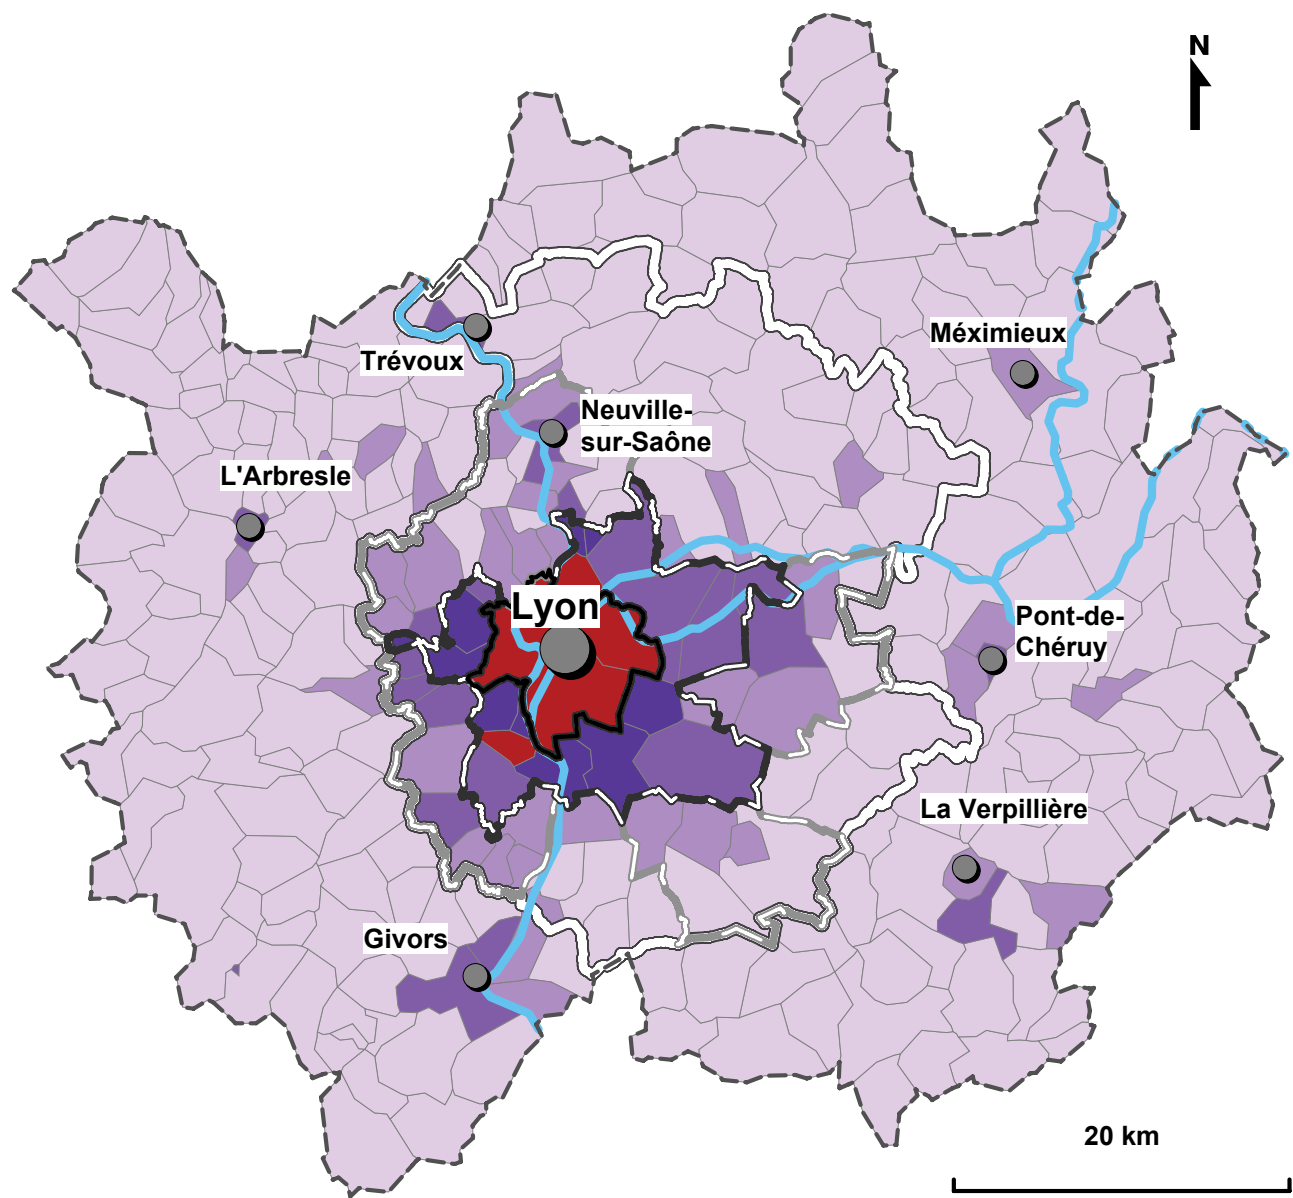 N
Méximieux
Trévoux
Neuville-
sur-Saône
L'Arbresle
Lyon
Pont-de-
Chéruy
La Verpillière
Givors
20 km